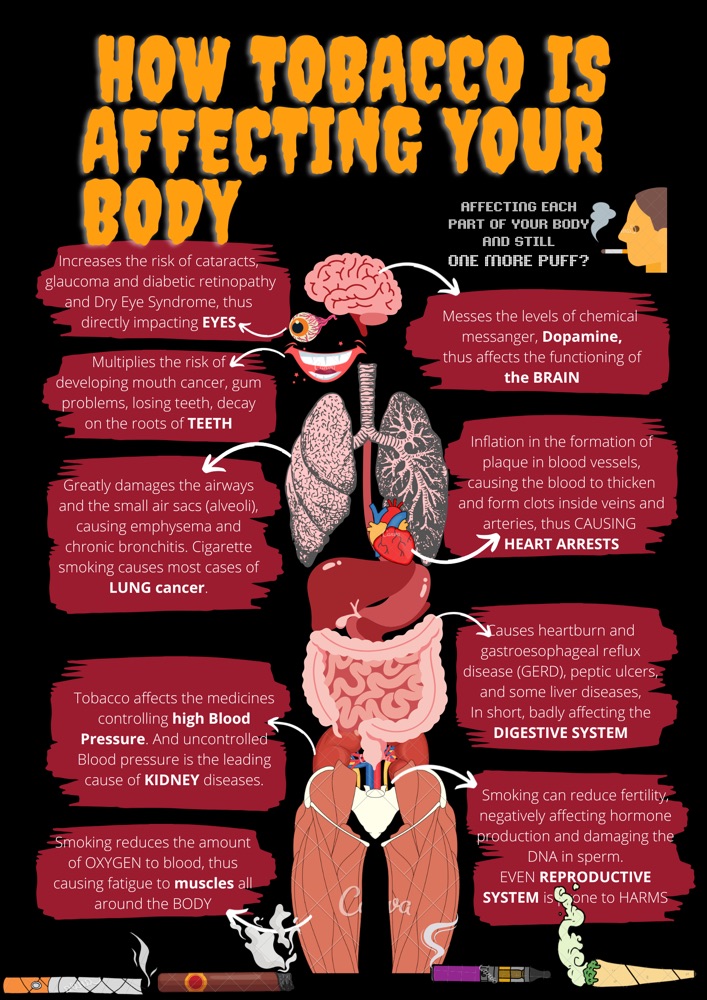 HOW TOBACCO IS
AFFECTING YOUR
BODY
AFFECTING EACH
PART OF YOUR BODY
AND STILL
ONE MORE PUFF?
Increases the risk of cataracts,
glaucoma and diabetic retinopathy
and Dry Eye Syndrome, thus
directly impacting EYES
Messes the levels of chemical
messanger, Dopamine,
thus affects the functioning of
the BRAIN
Multiplies the risk of
developing mouth cancer, gum
problems, losing teeth, decay
on the roots of TEETH
Inflation in the formation of
plaque in blood vessels,
causing the blood to thicken
and form clots inside veins and
arteries, thus CAUSING
HEART ARRESTS
Greatly damages the airways
and the small air sacs (alveoli),
causing emphysema and
chronic bronchitis. Cigarette
smoking causes most cases of
LUNG cancer.
Causes heartburn and
gastroesophageal reflux
disease (GERD), peptic ulcers,
and some liver diseases,
In short, badly affecting the
DIGESTIVE SYSTEM
Tobacco affects the medicines
controlling high Blood
Pressure. And uncontrolled
Blood pressure is the leading
cause of KIDNEY diseases.
Smoking can reduce fertility,
negatively affecting hormone
production and damaging the
DNA in sperm.
EVEN REPRODUCTIVE
SYSTEM is to HARMS
Smoking reduces the amount
of OXYGEN to blood, thus
causing fatigue to muscles all
around the BODY
Canva